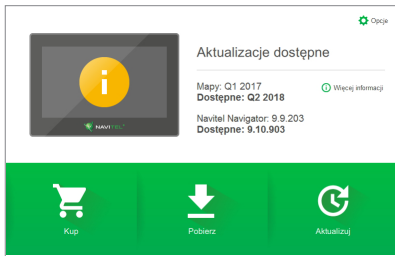 Opcje
Aktualizacje dostępne
Mapy: Q1 2017
Więcej informacji
Dostępne: Q2 2018
Navitel Navigator: 9.9.203
Dostępne: 9.10.903
NAVITEL
Kup
Pobierz
Aktualizuj